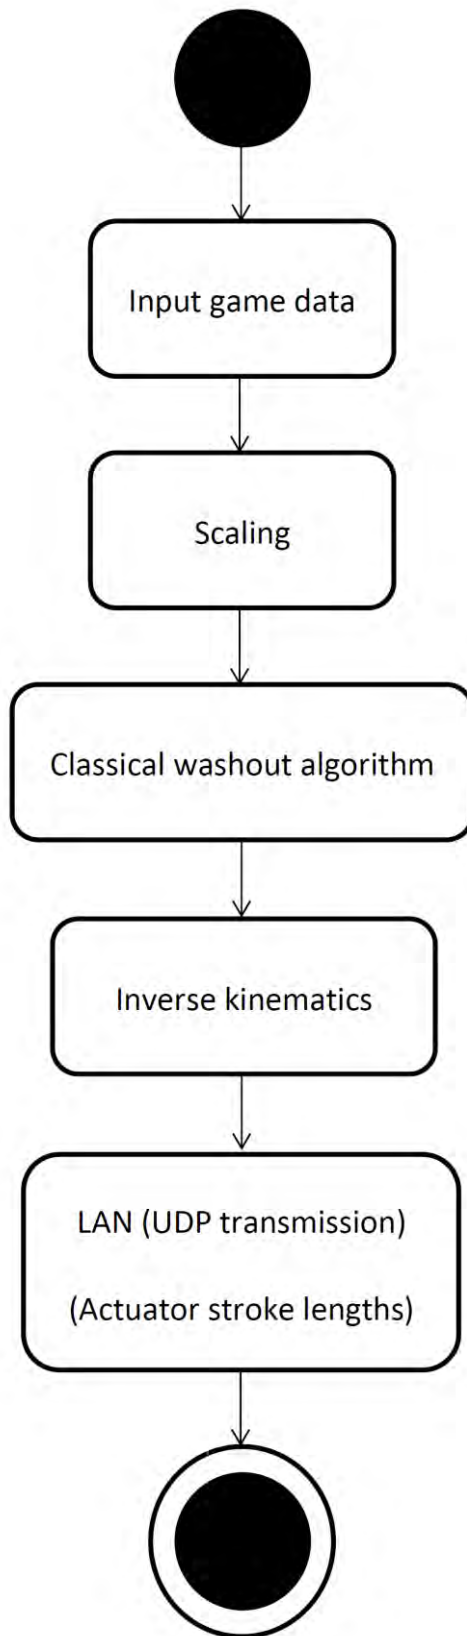 Input game data
Scaling
Classical washout algorithm
Inverse kinematics
LAN (UDP transmission)
(Actuator stroke lengths)